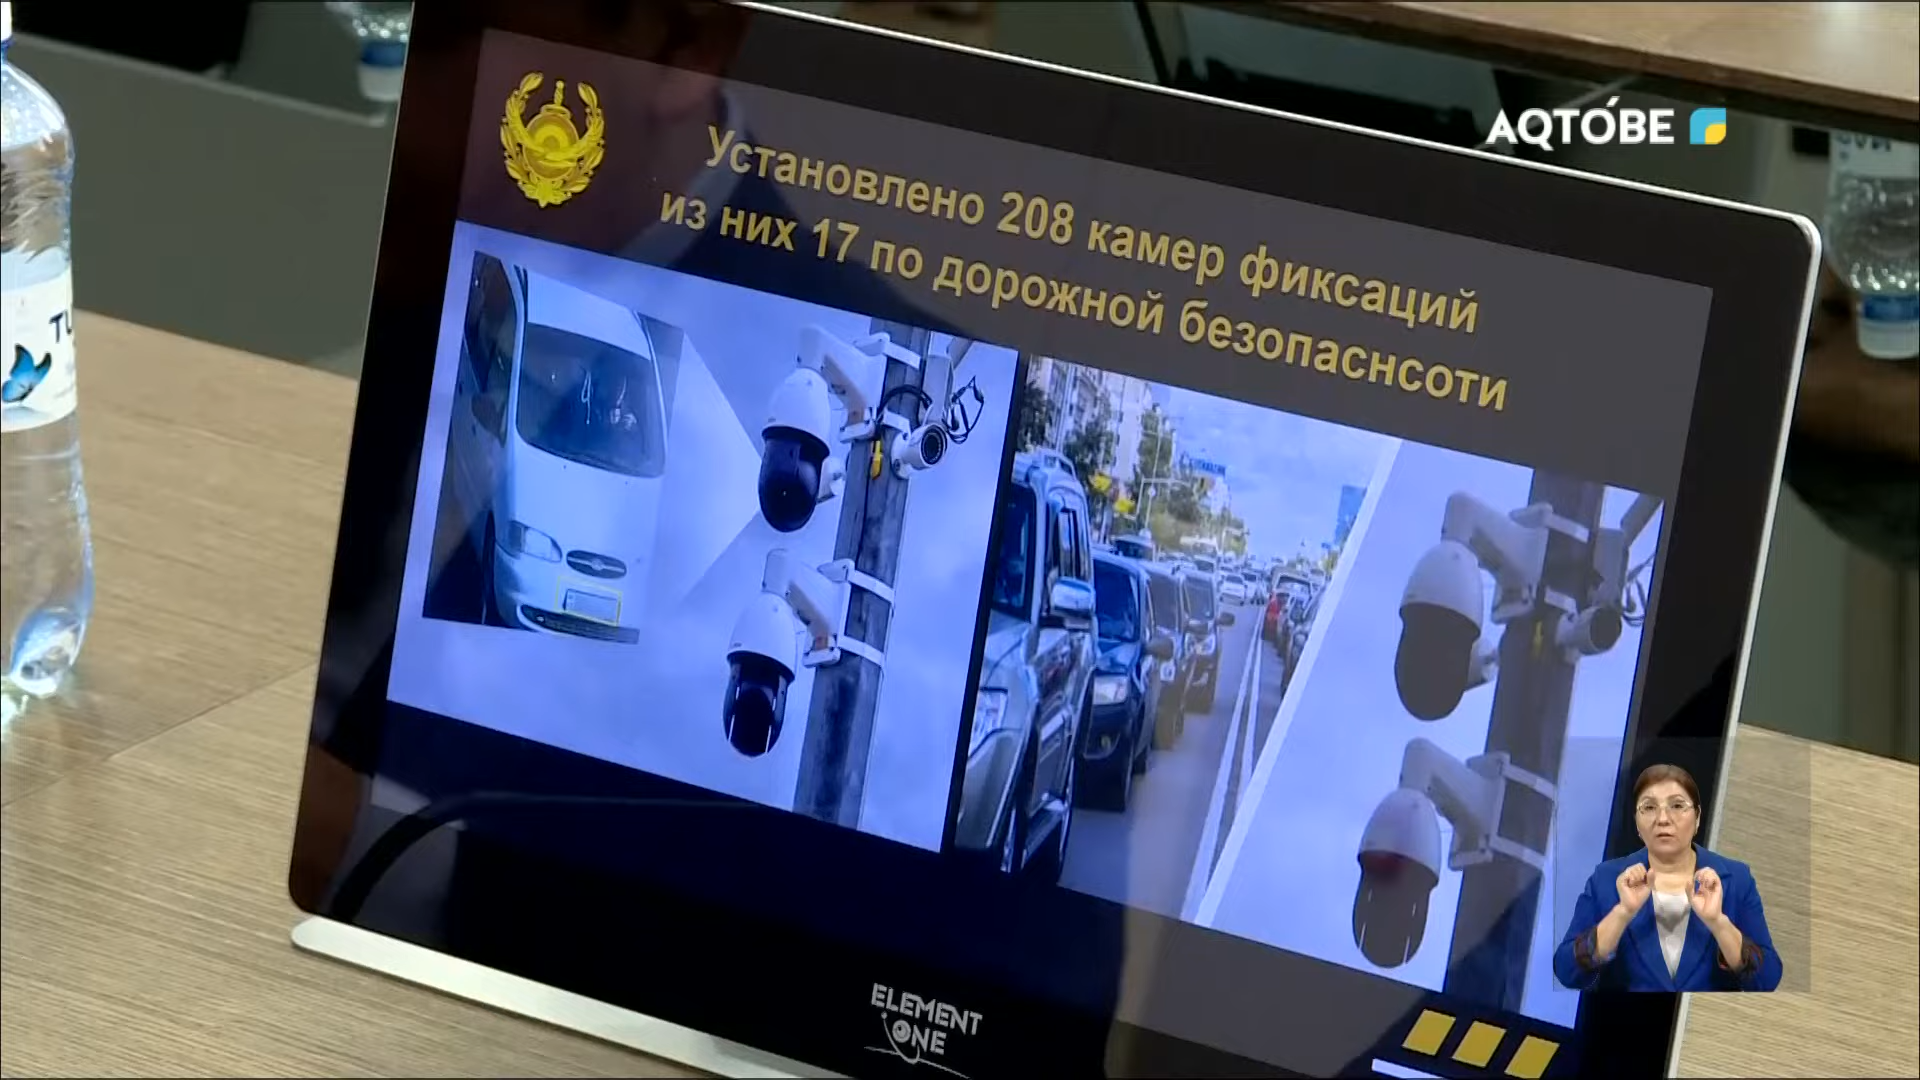 AQTÓBE
Установлено 208 камер фиксаций
из них 17 по дорожной безопаснсоти
ELEMENT
ONE